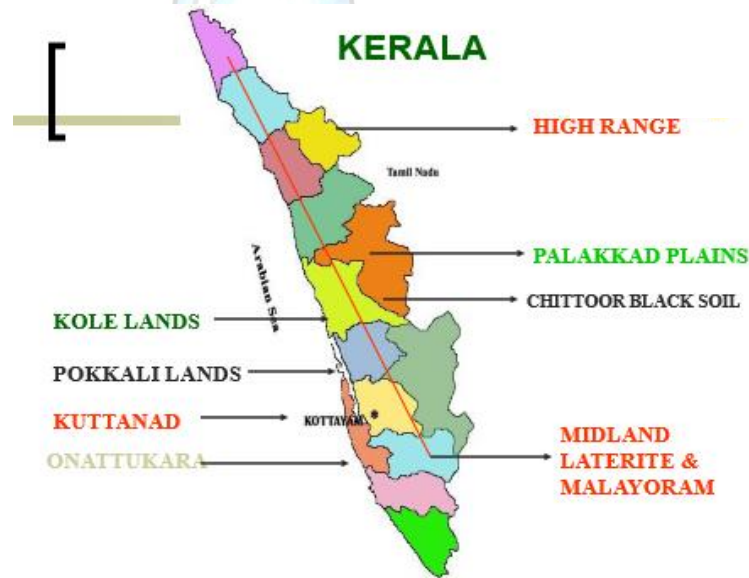 KERALA
HIGH RANGE
Tamil Nadu
Arabian Sea
PALAKKAD PLAINS
CHITTOOR BLACK SOIL
KOLE LANDS
POKKALI LANDS
KUTTANAD
KOTTAYAM
ONATTUKARA
MIDLAND
LATERITE &
MALAYORAM